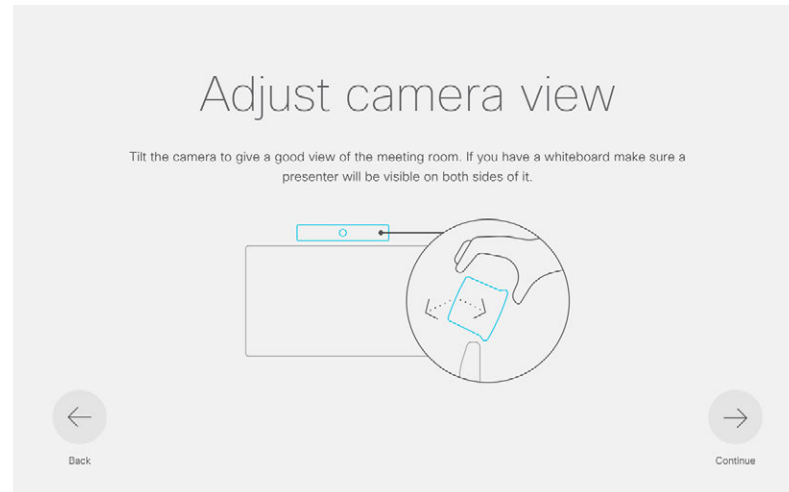 Adjust camera view
Tilt the camera to give a good view of the meeting room. If you have a whiteboard make sure a
presenter will be visible on both sides of it.
Back
Continue